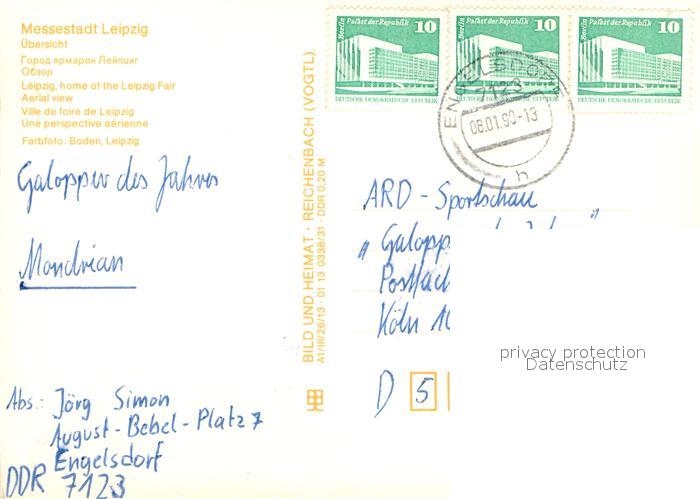 Messestadt Leipzig
Übersicht
Город ярмарок Лейпциг
Обзор
Leipzig, home of the Leipzig Fair
Aerial view
Ville de foire de Leipzig
Une perspective aérienne
Farbfoto: Boden, Leipzig
Galopper des Jahres
Mondrian
Abs.: Jörg Simon
August-Bebel-Platz 7
Engelsdorf
DDR 7123
BILD UND HEIMAT · REICHENBACH (VOGTL)
A1/III/26/13 · 01 13 0338/31 · DDR 0,20 M
Berlin Palast der Republik 10
DEUTSCHE DEMOKRATISCHE REPUBLIK
Berlin Palast der Republik 10
DEUTSCHE DEMOKRATISCHE REPUBLIK
Berlin Palast der Republik 10
DEUTSCHE DEMOKRATISCHE REPUBLIK
ENGELSDORF
7123
08.01.90-13
h
ARD - Sportschau
„Galopp
Postfach
Köln
D 5
privacy protection
Datenschutz